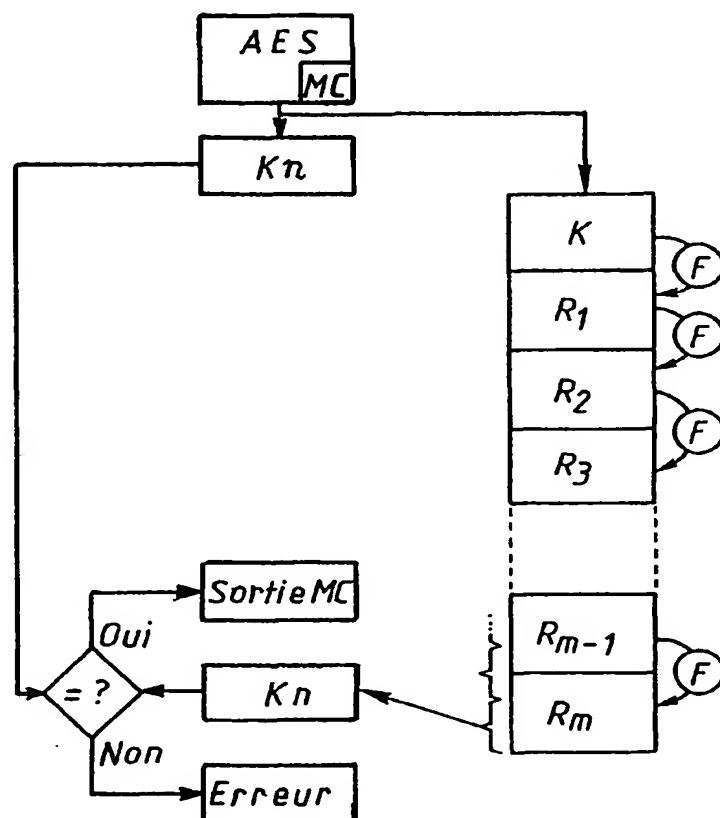 AES
MC
Kn
K
F
R1
F
R2
F
R3
Sortie MC
Oui
Rm-1
F
= ?
Kn
Rm
Non
Erreur